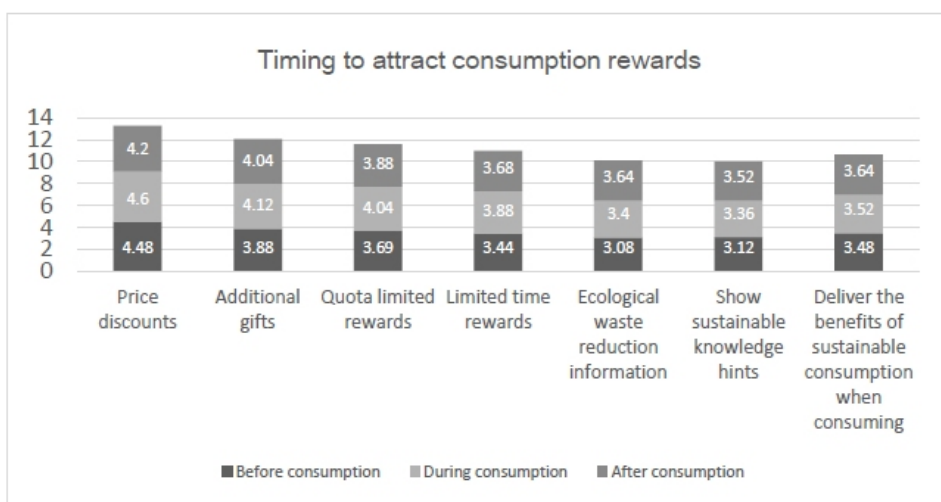 Timing to attract consumption rewards
14
12
10
8
6
4
2
0
4.2
4.04
3.88
3.68
3.64
3.52
3.64
4.6
4.12
4.04
3.88
3.4
3.36
3.52
4.48
3.88
3.69
3.44
3.08
3.12
3.48
Price
discounts
Additional
gifts
Quota limited
rewards
Limited time
rewards
Ecological
waste
reduction
information
Show
sustainable
knowledge
hints
Deliver the
benefits of
sustainable
consumption
when
consuming
Before consumption
During consumption
After consumption